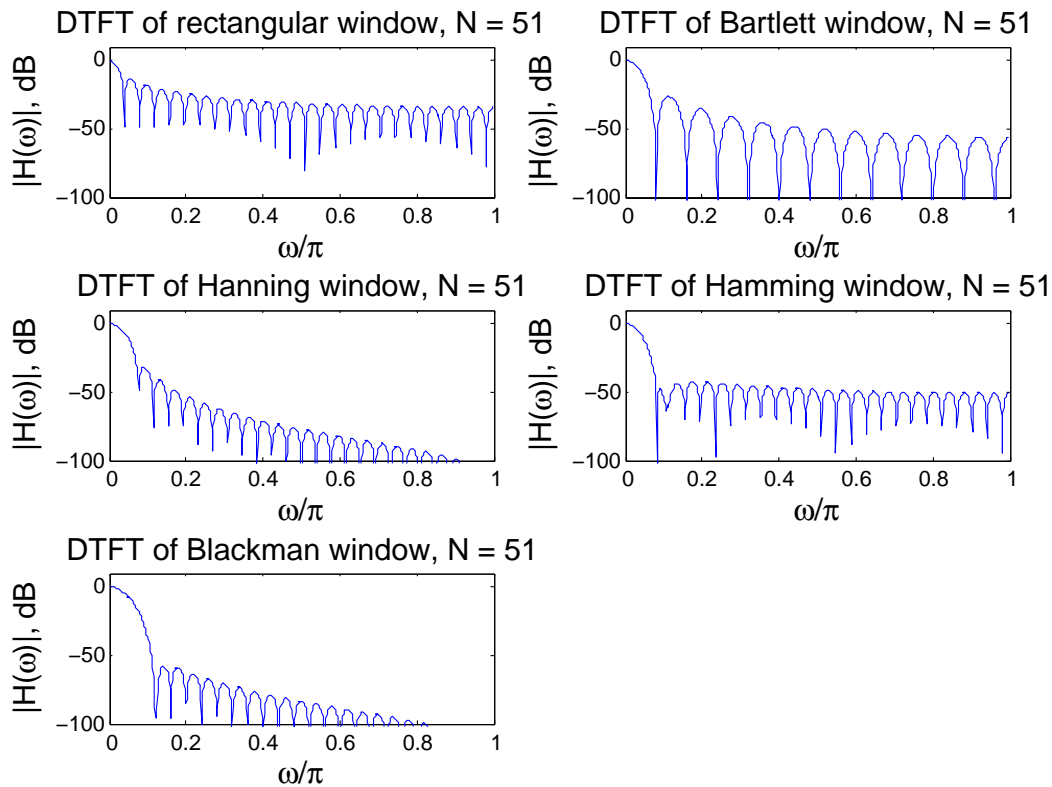 DTFT of rectangular window, N = 51
|H(ω)|, dB
0
−50
−100
0 0.2 0.4 0.6 0.8 1
ω/π
DTFT of Bartlett window, N = 51
|H(ω)|, dB
0
−50
−100
0 0.2 0.4 0.6 0.8 1
ω/π
DTFT of Hanning window, N = 51
|H(ω)|, dB
0
−50
−100
0 0.2 0.4 0.6 0.8 1
ω/π
DTFT of Hamming window, N = 51
|H(ω)|, dB
0
−50
−100
0 0.2 0.4 0.6 0.8 1
ω/π
DTFT of Blackman window, N = 51
|H(ω)|, dB
0
−50
−100
0 0.2 0.4 0.6 0.8 1
ω/π